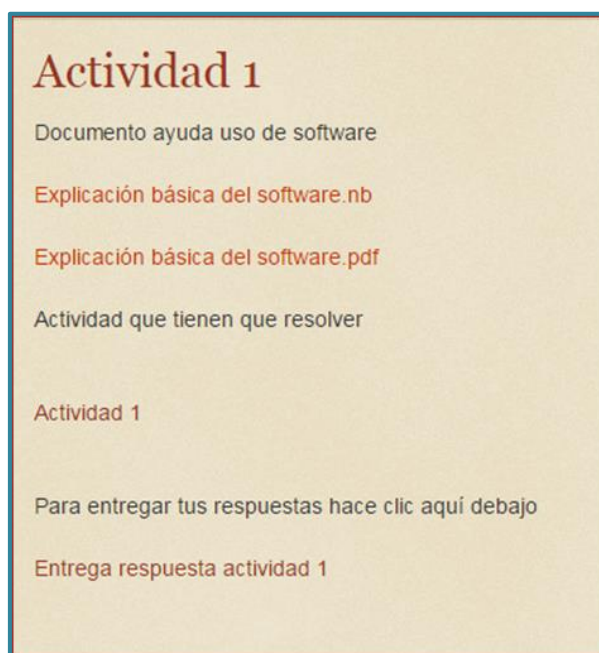 Actividad 1
Documento ayuda uso de software
Explicación básica del software.nb
Explicación básica del software.pdf
Actividad que tienen que resolver
Actividad 1
Para entregar tus respuestas hace clic aquí debajo
Entrega respuesta actividad 1